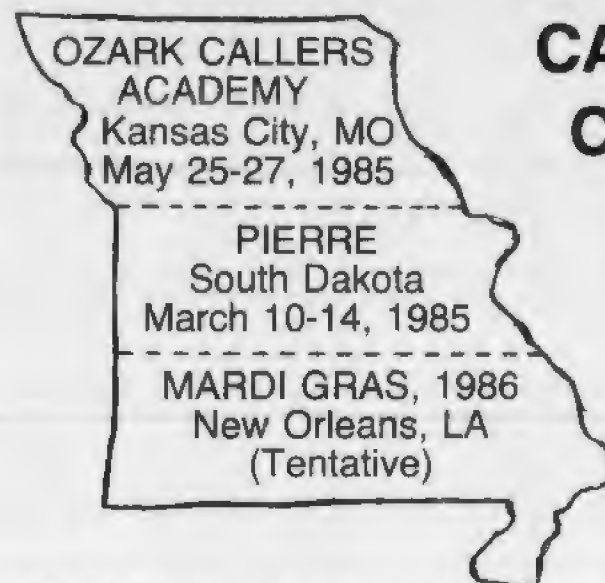 OZARK CALLERS
ACADEMY
Kansas City, MO
May 25-27, 1985
PIERRE
South Dakota
March 10-14, 1985
MARDI GRAS, 1986
New Orleans, LA
(Tentative)
CA
C